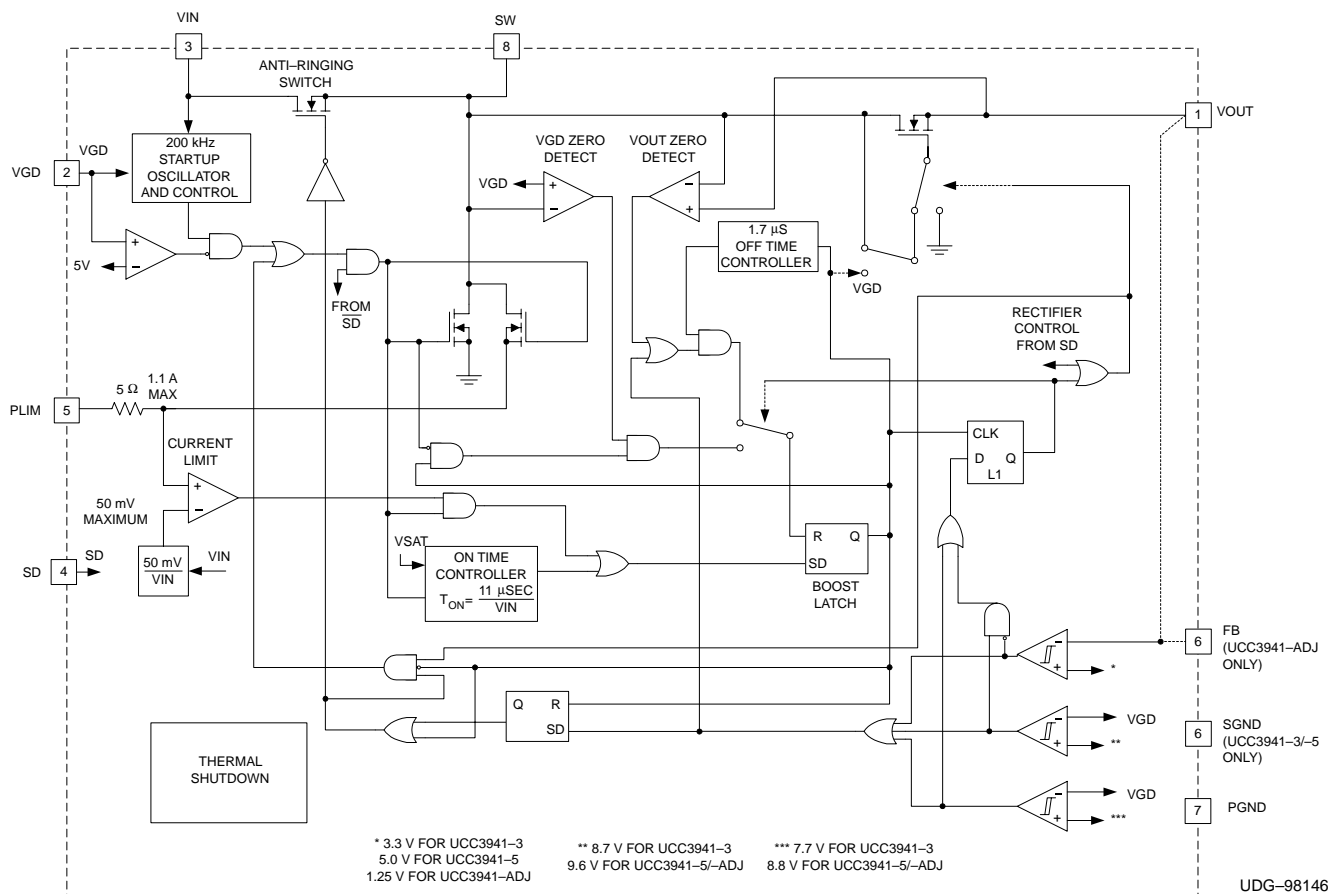 VIN
SW
3
8
ANTI–RINGING
SWITCH
1
VOUT
200 kHz
STARTUP
OSCILLATOR
AND CONTROL
VGD
VGD
2
VGD ZERO
DETECT
VOUT ZERO
DETECT
VGD
+
–
–
+
1.7 µS
OFF TIME
CONTROLLER
+
–
5V
FROM
SD
VGD
RECTIFIER
CONTROL
FROM SD
PLIM
5
5 Ω
1.1 A
MAX
CURRENT
LIMIT
+
–
50 mV
MAXIMUM
CLK
D
Q
L1
SD
4
SD
50 mV
VIN
VIN
VSAT
ON TIME
CONTROLLER
TON= 11 µSEC
VIN
R
Q
SD
BOOST
LATCH
–
+
*
6
FB
(UCC3941–ADJ
ONLY)
Q
R
SD
–
+
VGD
**
6
SGND
(UCC3941–3/–5
ONLY)
THERMAL
SHUTDOWN
–
+
VGD
***
7
PGND
* 3.3 V FOR UCC3941–3
5.0 V FOR UCC3941–5
1.25 V FOR UCC3941–ADJ
** 8.7 V FOR UCC3941–3
9.6 V FOR UCC3941–5/–ADJ
*** 7.7 V FOR UCC3941–3
8.8 V FOR UCC3941–5/–ADJ
UDG–98146